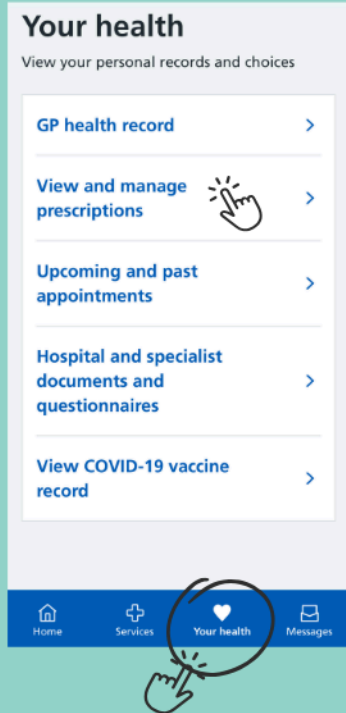 Your health
View your personal records and choices
GP health record
View and manage
prescriptions
Upcoming and past
appointments
Hospital and specialist
documents and
questionnaires
View COVID-19 vaccine
record
Home
Services
Your health
Messages